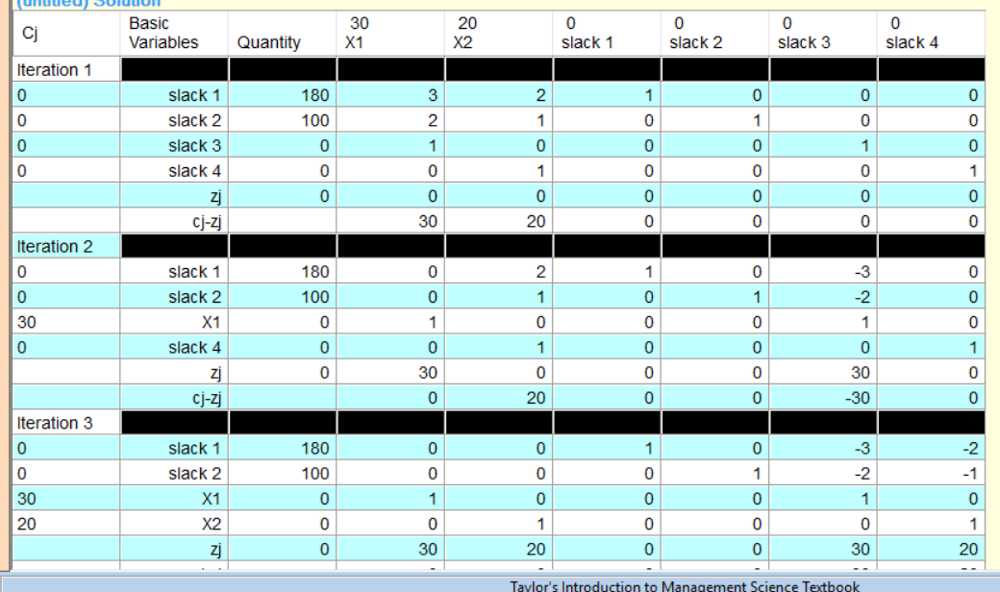 (untitled) Solution
Cj Basic Variables Quantity 30 X1 20 X2 0 slack 1 0 slack 2 0 slack 3 0 slack 4
Iteration 1
0 slack 1 180 3 2 1 0 0 0
0 slack 2 100 2 1 0 1 0 0
0 slack 3 0 1 0 0 0 1 0
0 slack 4 0 0 1 0 0 0 1
zj 0 0 0 0 0 0 0
cj-zj 30 20 0 0 0 0
Iteration 2
0 slack 1 180 0 2 1 0 -3 0
0 slack 2 100 0 1 0 1 -2 0
30 X1 0 1 0 0 0 1 0
0 slack 4 0 0 1 0 0 0 1
zj 0 30 0 0 0 30 0
cj-zj 0 20 0 0 -30 0
Iteration 3
0 slack 1 180 0 0 1 0 -3 -2
0 slack 2 100 0 0 0 1 -2 -1
30 X1 0 1 0 0 0 1 0
20 X2 0 0 1 0 0 0 1
zj 0 30 20 0 0 30 20
Taylor's Introduction to Management Science Textbook